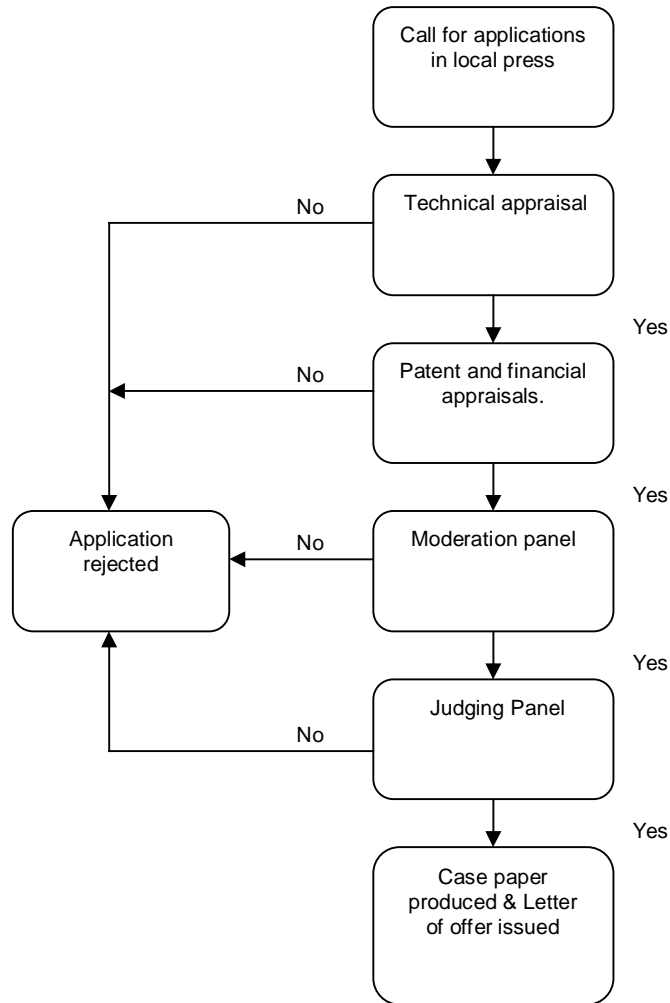 Call for applications
in local press
No
Technical appraisal
Yes
No
Patent and financial
appraisals.
Yes
Application
rejected
No
Moderation panel
Yes
No
Judging Panel
Yes
Case paper
produced & Letter
of offer issued